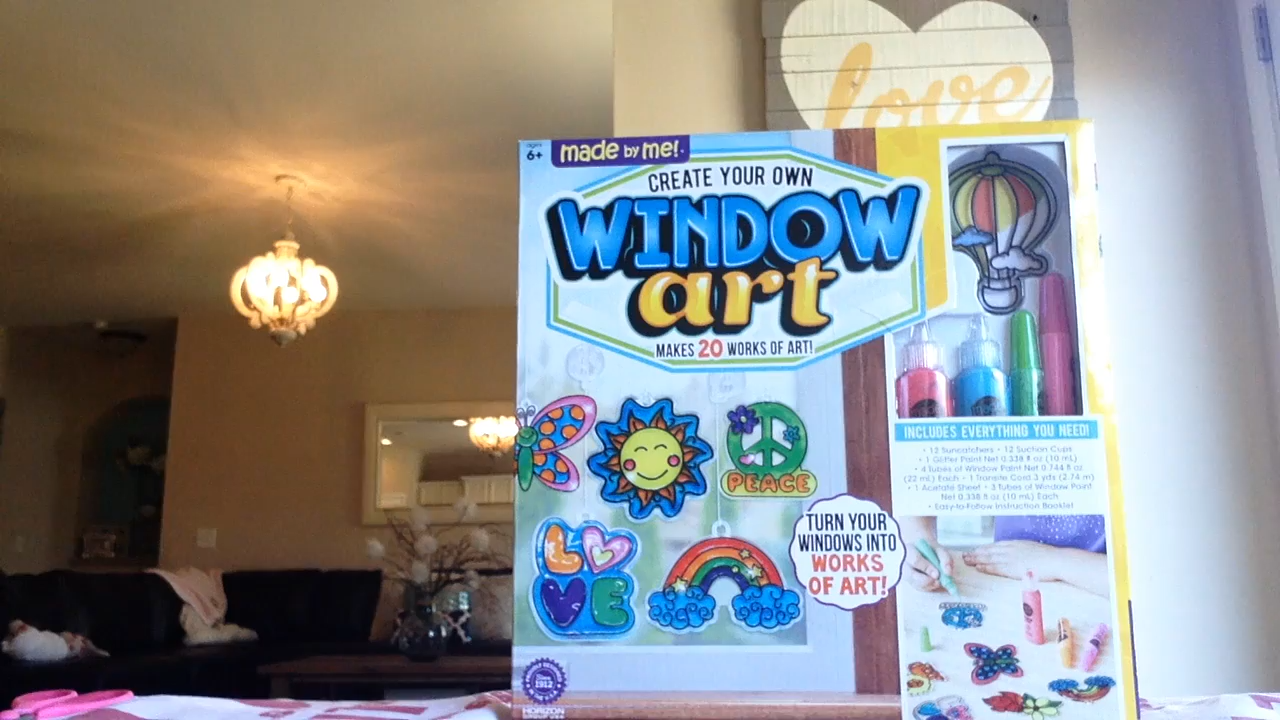 love
ages
6+
made by me!
CREATE YOUR OWN
WINDOW
art
MAKES 20 WORKS OF ART!
PEACE
LOVE
TURN YOUR
WINDOWS INTO
WORKS
OF ART!
INCLUDES EVERYTHING YOU NEED!
• 12 Suncatchers • 12 Suction Cups
• 1 Glitter Paint Net 0.338 fl oz (10 mL)
• 4 Tubes of Window Paint Net 0.744 fl oz
(22 mL) Each • 1 Transite Cord 3 yds (2.74 m)
• 1 Acetate Sheet • 3 Tubes of Window Paint
Net 0.338 fl oz (10 mL) Each
• Easy-to-Follow Instruction Booklet
Since
1912
HORIZON